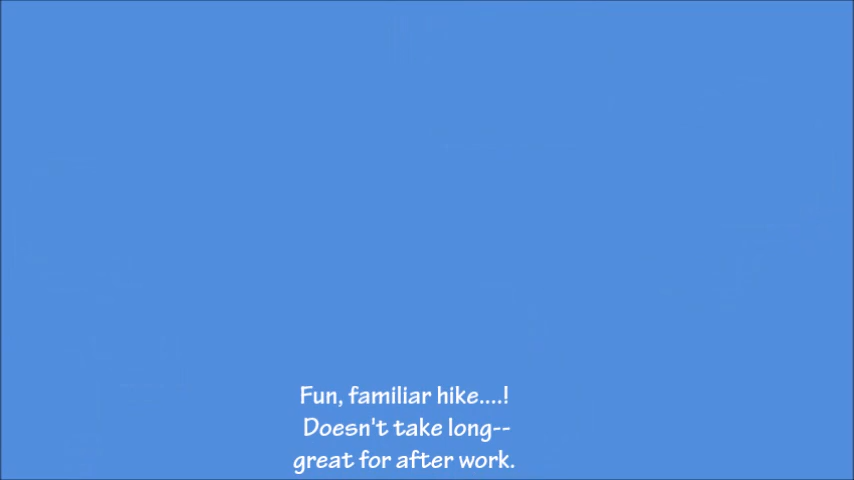 Fun, familiar hike....!
Doesn't take long--
great for after work.